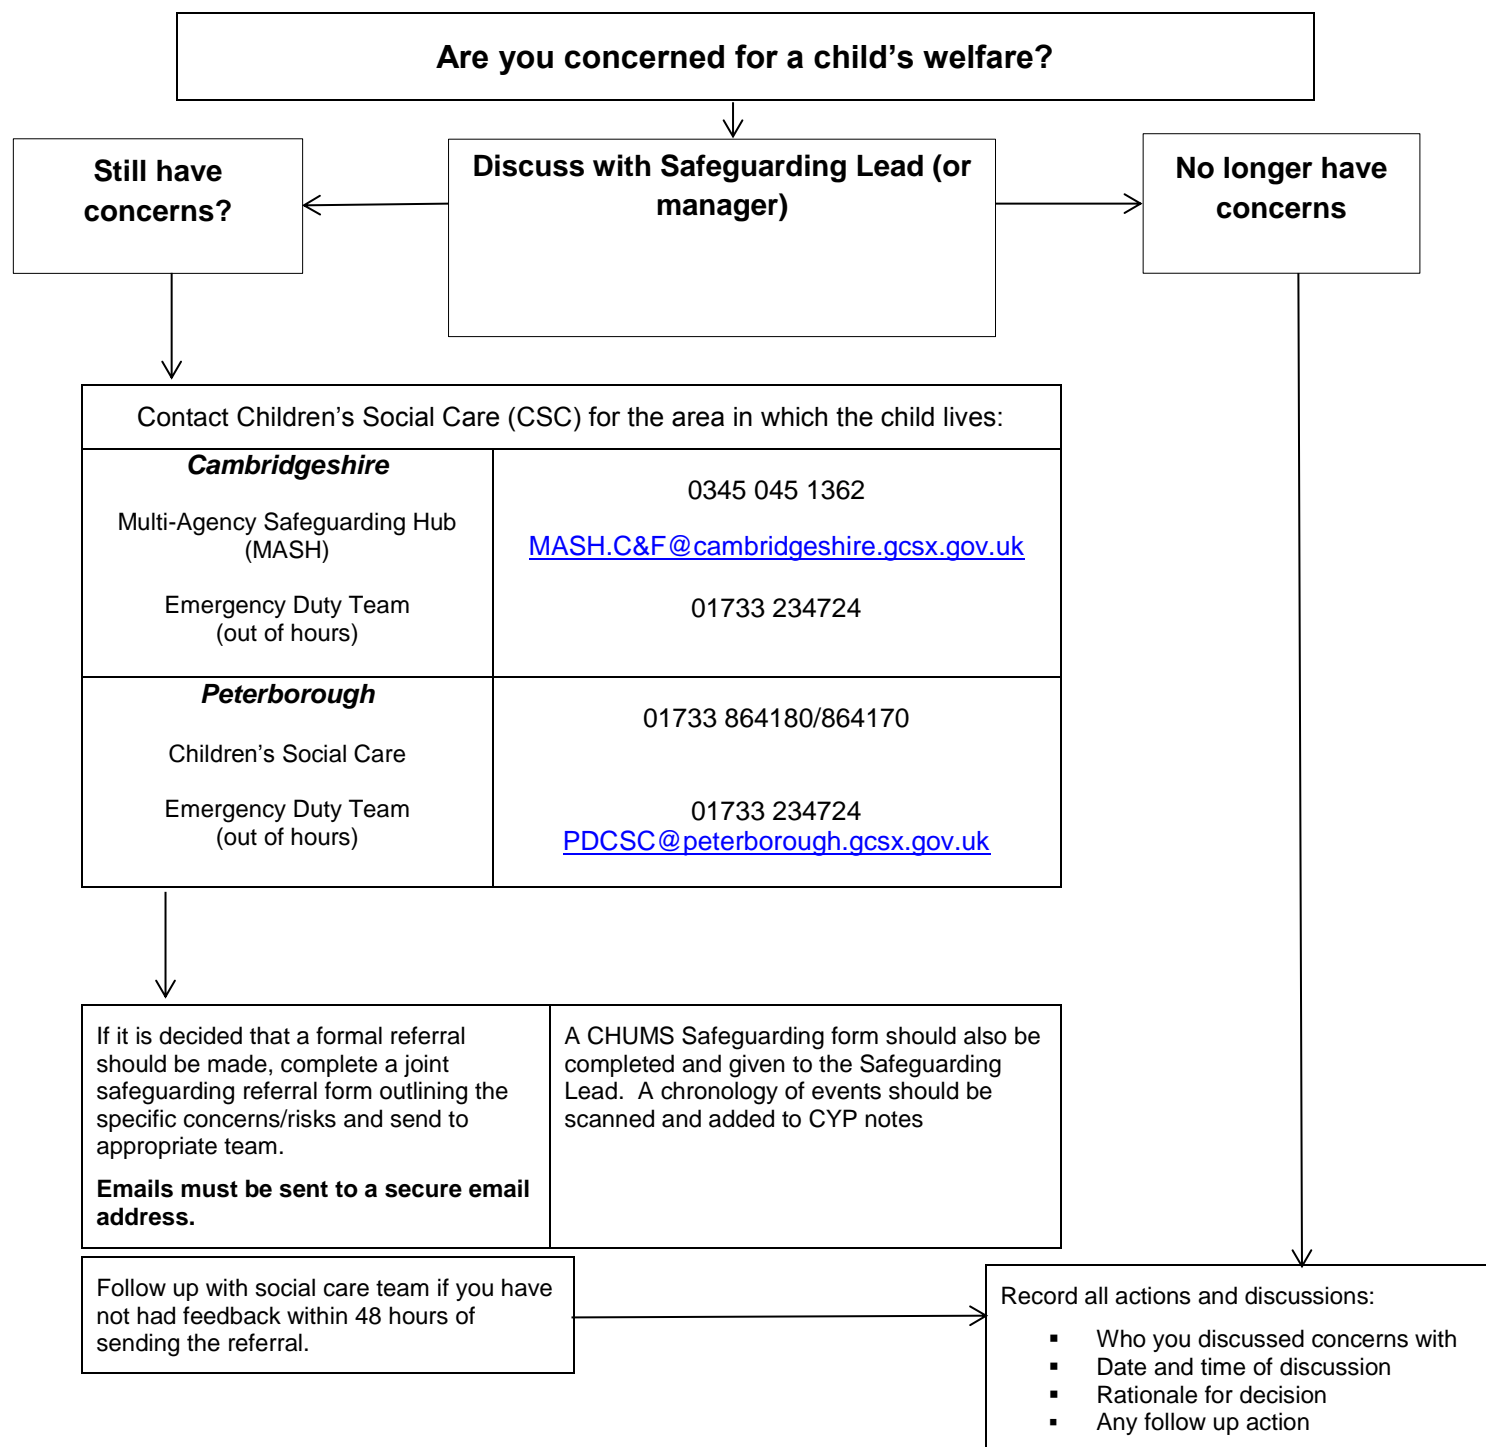 Are you concerned for a child’s welfare?
Still have
concerns?
Discuss with Safeguarding Lead (or
manager)
No longer have
concerns
Contact Children’s Social Care (CSC) for the area in which the child lives:
Cambridgeshire
Multi-Agency Safeguarding Hub
(MASH)
Emergency Duty Team
(out of hours)
0345 045 1362
MASH.C&F@cambridgeshire.gcsx.gov.uk
01733 234724
Peterborough
Children’s Social Care
Emergency Duty Team
(out of hours)
01733 864180/864170
01733 234724
PDCSC@peterborough.gcsx.gov.uk
If it is decided that a formal referral
should be made, complete a joint
safeguarding referral form outlining the
specific concerns/risks and send to
appropriate team.
Emails must be sent to a secure email
address.
A CHUMS Safeguarding form should also be
completed and given to the Safeguarding
Lead.  A chronology of events should be
scanned and added to CYP notes
Follow up with social care team if you have
not had feedback within 48 hours of
sending the referral.
Record all actions and discussions:
▪ Who you discussed concerns with
▪ Date and time of discussion
▪ Rationale for decision
▪ Any follow up action